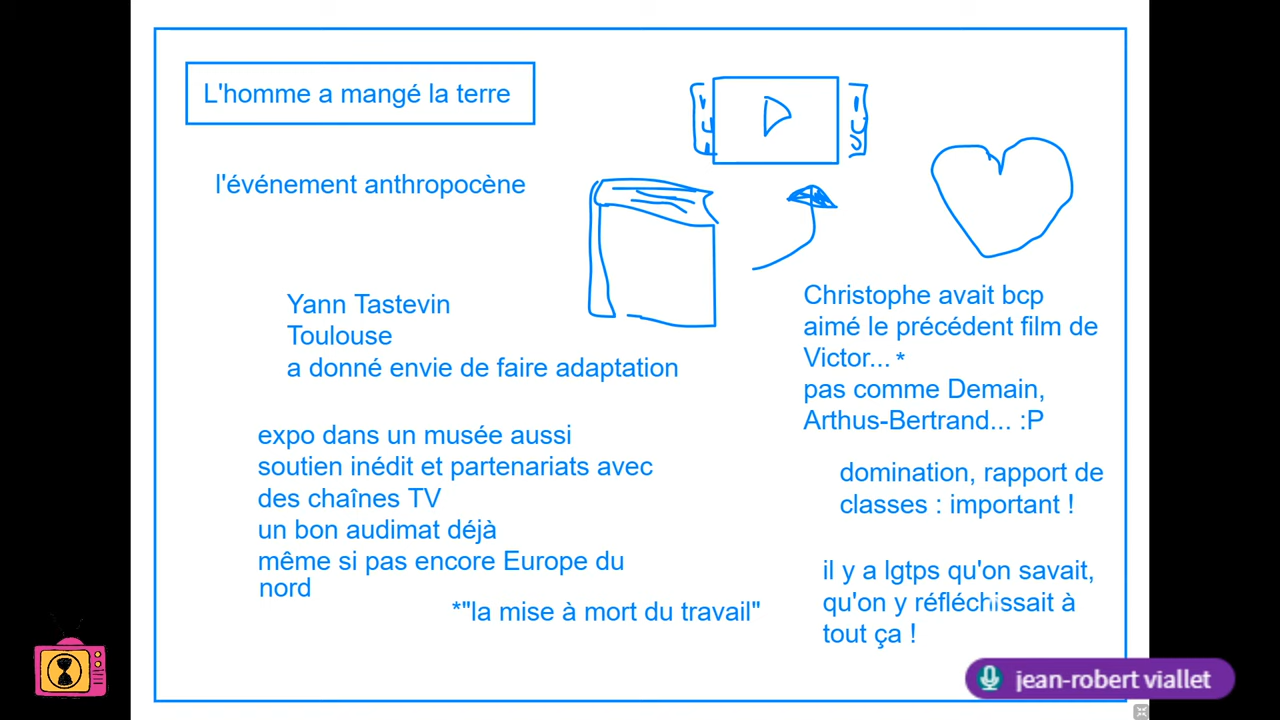 L'homme a mangé la terre
l'événement anthropocène
Yann Tastevin
Toulouse
a donné envie de faire adaptation
expo dans un musée aussi
soutien inédit et partenariats avec
des chaînes TV
un bon audimat déjà
même si pas encore Europe du
nord
*"la mise à mort du travail"
Christophe avait bcp
aimé le précédent film de
Victor... *
pas comme Demain,
Arthus-Bertrand... :P
domination, rapport de
classes : important !
il y a lgtps qu'on savait,
qu'on y réfléchissait à
tout ça !
jean-robert viallet